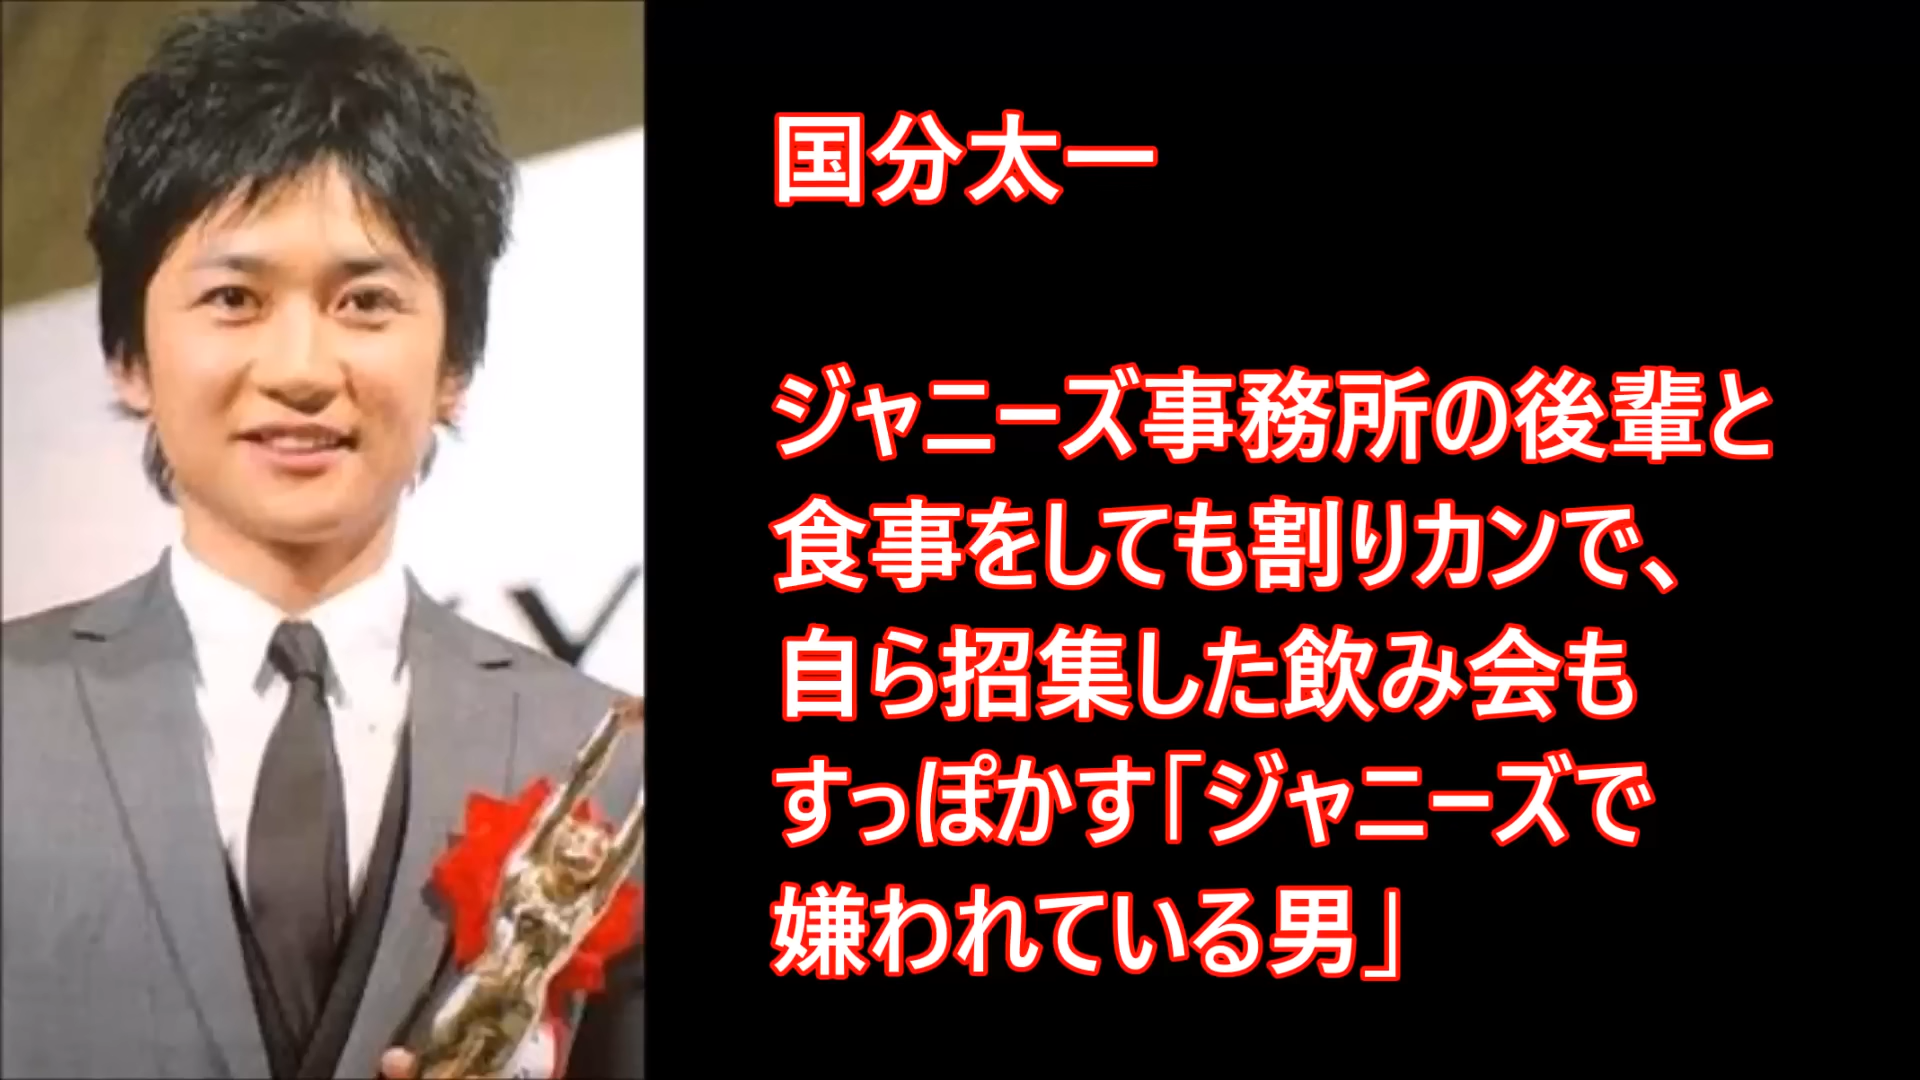 国分太一
ジャニーズ事務所の後輩と
食事をしても割りカンで、
自ら招集した飲み会も
すっぽかす「ジャニーズで
嫌われている男」
Y